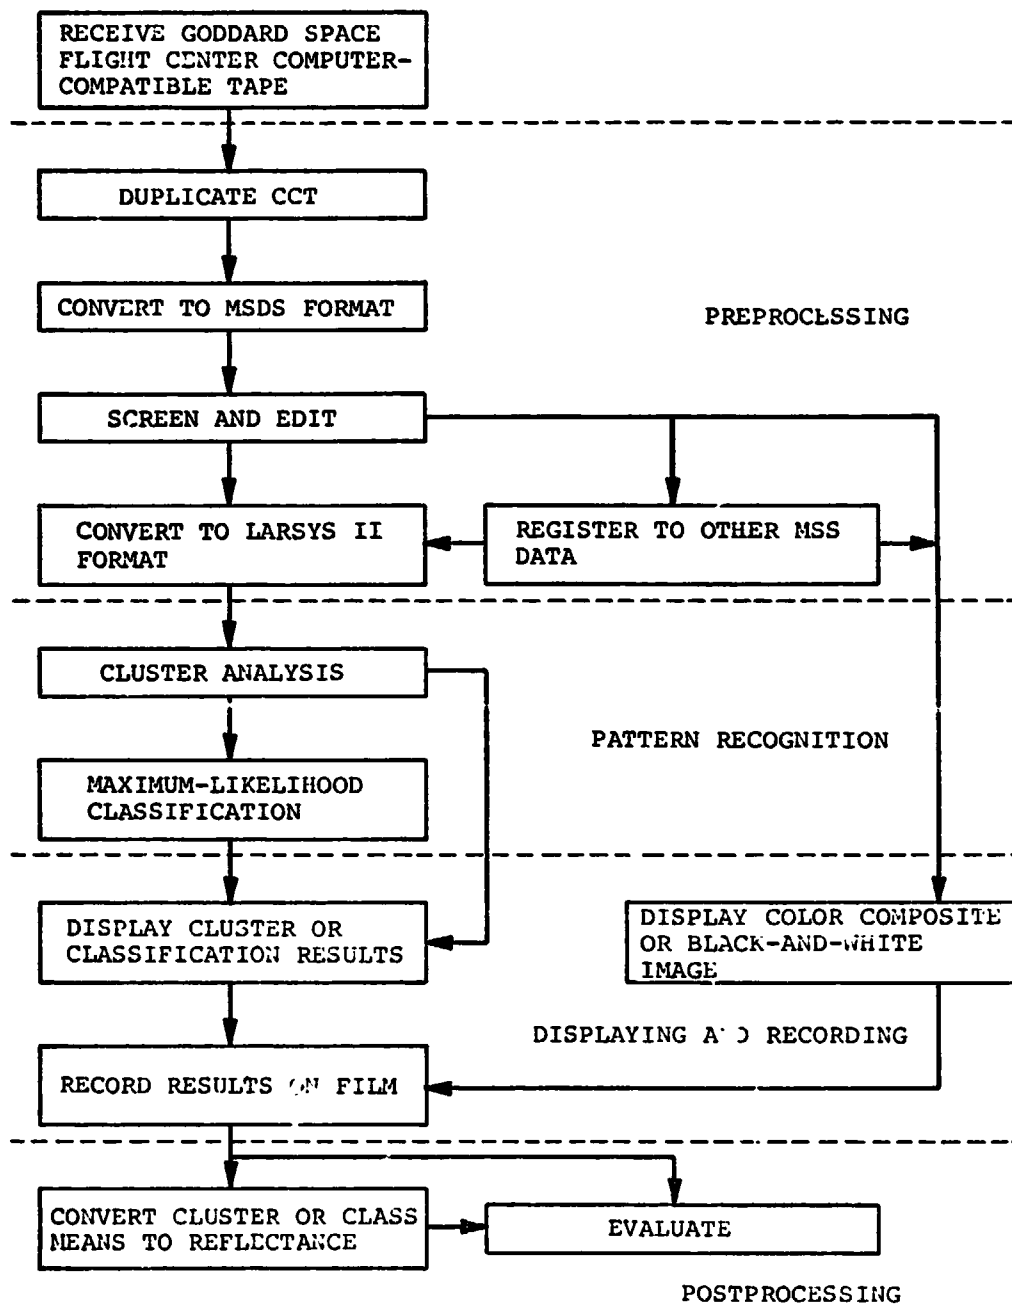 RECEIVE GODDARD SPACE
FLIGHT CENTER COMPUTER-
COMPATIBLE TAPE
DUPLICATE CCT
CONVERT TO MSDS FORMAT
PREPROCESSING
SCREEN AND EDIT
CONVERT TO LARSYS II
FORMAT
REGISTER TO OTHER MSS
DATA
CLUSTER ANALYSIS
PATTERN RECOGNITION
MAXIMUM-LIKELIHOOD
CLASSIFICATION
DISPLAY CLUSTER OR
CLASSIFICATION RESULTS
DISPLAY COLOR COMPOSITE
OR BLACK-AND-WHITE
IMAGE
DISPLAYING AND RECORDING
RECORD RESULTS ON FILM
CONVERT CLUSTER OR CLASS
MEANS TO REFLECTANCE
EVALUATE
POSTPROCESSING